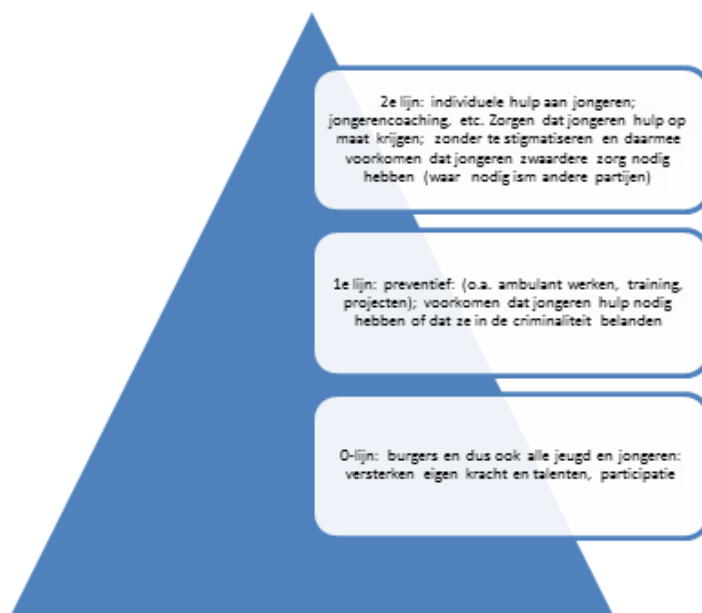 2e lijn: individuele hulp aan jongeren;
jongerencoaching, etc. Zorgen dat jongeren hulp op
maat krijgen; zonder te stigmatiseren en daarmee
voorkomen dat jongeren zwaardere zorg nodig
hebben (waar nodig ism andere partijen)
1e lijn: preventief: (o.a. ambulant werken, training,
projecten); voorkomen dat jongeren hulp nodig
hebben of dat ze in de criminaliteit belanden
0-lijn: burgers en dus ook alle jeugd en jongeren:
versterken eigen kracht en talenten, participatie